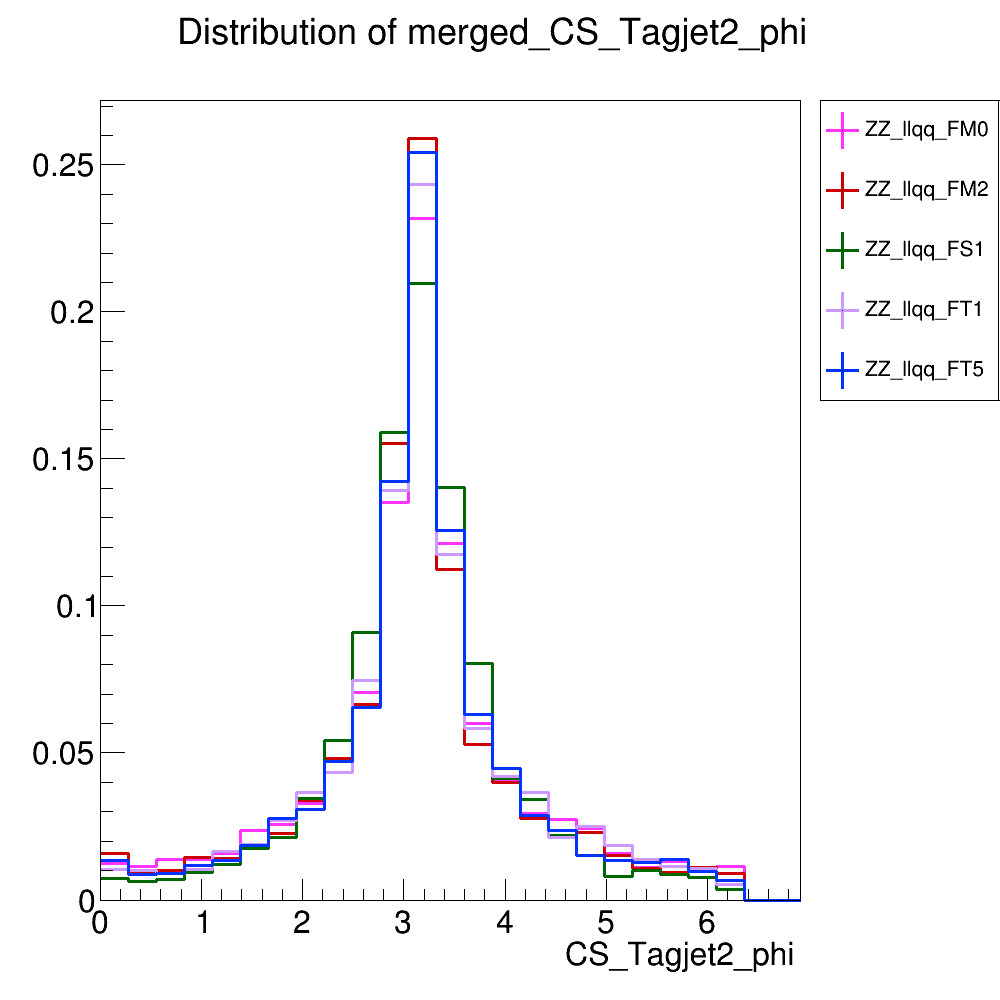 Distribution of merged_CS_Tagjet2_phi
ZZ_llqq_FM0
ZZ_llqq_FM2
ZZ_llqq_FS1
ZZ_llqq_FT1
ZZ_llqq_FT5
0.25
0.2
0.15
0.1
0.05
0
0 1 2 3 4 5 6
CS_Tagjet2_phi